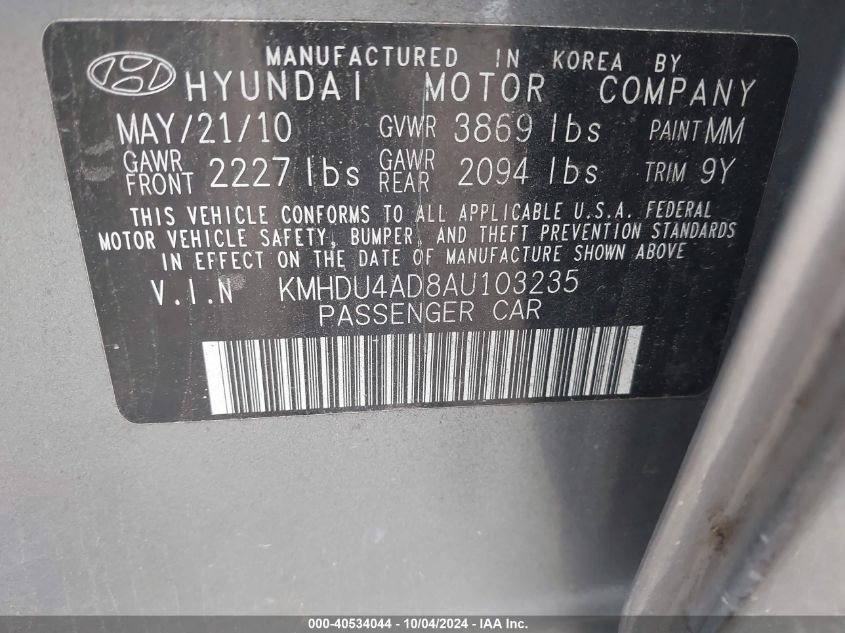 MANUFACTURED IN KOREA BY
HYUNDAI MOTOR COMPANY
MAY/21/10 GVWR 3869 lbs PAINT MM
GAWR FRONT 2227 lbs GAWR REAR 2094 lbs TRIM 9Y
THIS VEHICLE CONFORMS TO ALL APPLICABLE U.S.A. FEDERAL
MOTOR VEHICLE SAFETY, BUMPER, AND THEFT PREVENTION STANDARDS
IN EFFECT ON THE DATE OF MANUFACTURE SHOWN ABOVE
V.I.N KMHDU4AD8AU103235
PASSENGER CAR
000-40534044 - 10/04/2024 - IAA Inc.